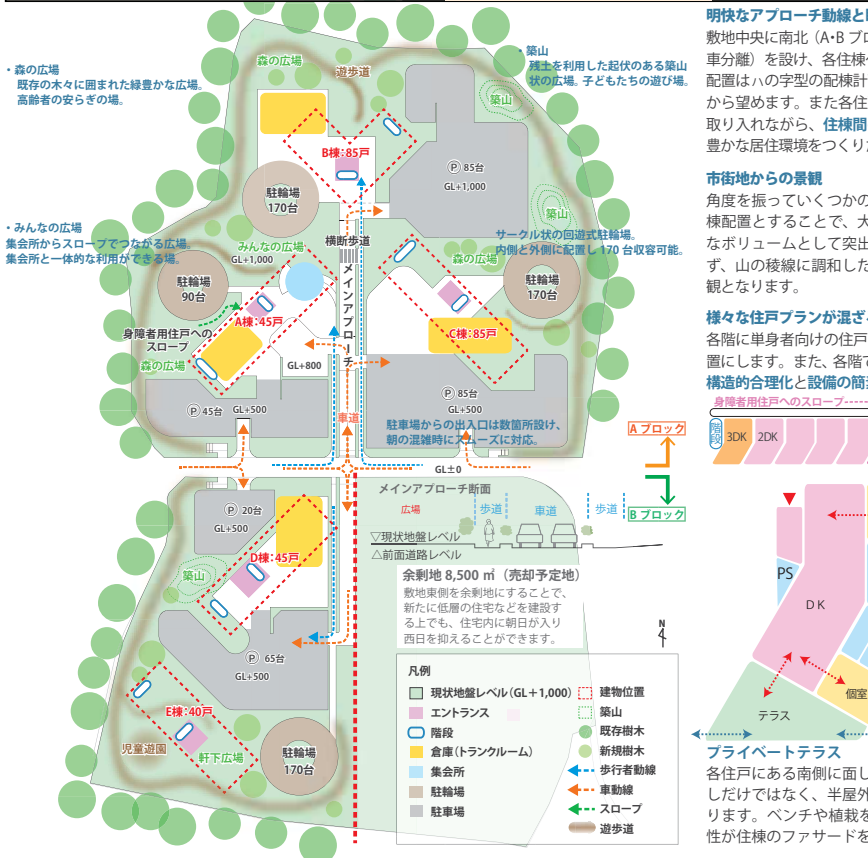 ・森の広場
既存の木々に囲まれた緑豊かな広場。
高齢者の安らぎの場。
森の広場
遊歩道
・築山
残土を利用した起伏のある築山
状の広場。子どもたちの遊び場。
築山
B棟:85戸
P 85台
GL+1,000
駐輪場
170台
築山
・みんなの広場
集会所からスロープでつながる広場。
集会所と一体的な利用ができる場。
みんなの広場
GL+1,000
横断歩道
メインアプローチ
サークル状の回遊式駐輪場。
内側と外側に配置し170台収容可能。
森の広場
駐輪場
90台
駐輪場
170台
身障者用住戸への
スロープ
A棟:45戸
C棟:85戸
森の広場
GL+800
P 45台 GL+500
P 85台
GL+500
車道
駐車場からの出入口は数箇所設け、
朝の混雑時にスムーズに対応。
A ブロック
GL±0
B ブロック
メインアプローチ断面
広場
歩道
車道
歩道
▽現状地盤レベル
△前面道路レベル
P 20台
GL+500
D棟:45戸
築山
余剰地 8,500 ㎡（売却予定地）
敷地東側を余剰地にすることで、
新たに低層の住宅などを建設す
る上でも、住宅内に朝日が入り
西日を抑えることができます。
N
4
P 65台
GL+500
E棟:40戸
児童遊園
軒下広場
駐輪場
170台
凡例
現状地盤レベル(GL＋1,000)
エントランス
階段
倉庫(トランクルーム)
集会所
駐輪場
駐車場
建物位置
築山
既存樹木
新規樹木
歩行者動線
車動線
スロープ
遊歩道
明快なアプローチ動線と
敷地中央に南北（A・B ブロ
車分離）を設け、各住棟
配置はハの字型の配棟計
から望めます。また各住
取り入れながら、住棟間
豊かな居住環境をつくり
市街地からの景観
角度を振っていくつかの
棟配置とすることで、大
なボリュームとして突出
ず、山の稜線に調和した
観となります。
様々な住戸プランが混ざ
各階に単身者向けの住戸
置にします。また、各階で
構造的合理化と設備の簡
身障者用住戸へのスロープ
階段
3DK
2DK
PS
DK
個室
テラス
プライベートテラス
各住戸にある南側に面し
しだけではなく、半屋外
ります。ベンチや植栽を
性が住棟のファサードを